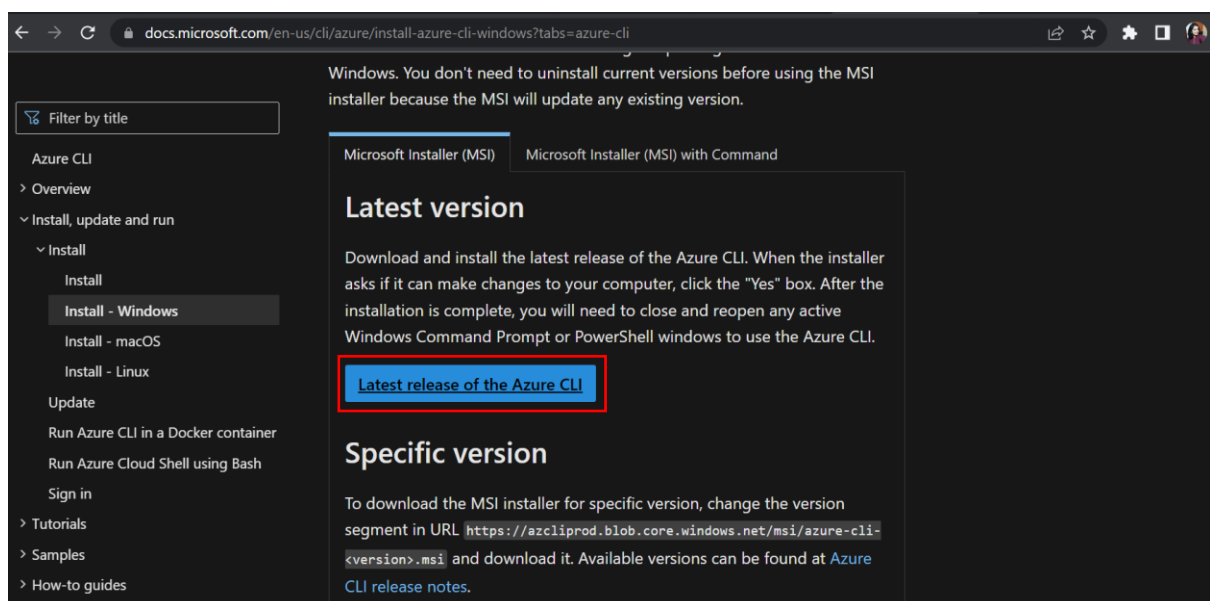 docs.microsoft.com/en-us/cli/azure/install-azure-cli-windows?tabs=azure-cli
Filter by title
Azure CLI
Overview
Install, update and run
Install
Install
Install - Windows
Install - macOS
Install - Linux
Update
Run Azure CLI in a Docker container
Run Azure Cloud Shell using Bash
Sign in
Tutorials
Samples
How-to guides
Windows. You don't need to uninstall current versions before using the MSI
installer because the MSI will update any existing version.
Microsoft Installer (MSI) Microsoft Installer (MSI) with Command
Latest version
Download and install the latest release of the Azure CLI. When the installer
asks if it can make changes to your computer, click the "Yes" box. After the
installation is complete, you will need to close and reopen any active
Windows Command Prompt or PowerShell windows to use the Azure CLI.
Latest release of the Azure CLI
Specific version
To download the MSI installer for specific version, change the version
segment in URL https://azcliprod.blob.core.windows.net/msi/azure-cli-
<version>.msi and download it. Available versions can be found at Azure
CLI release notes.